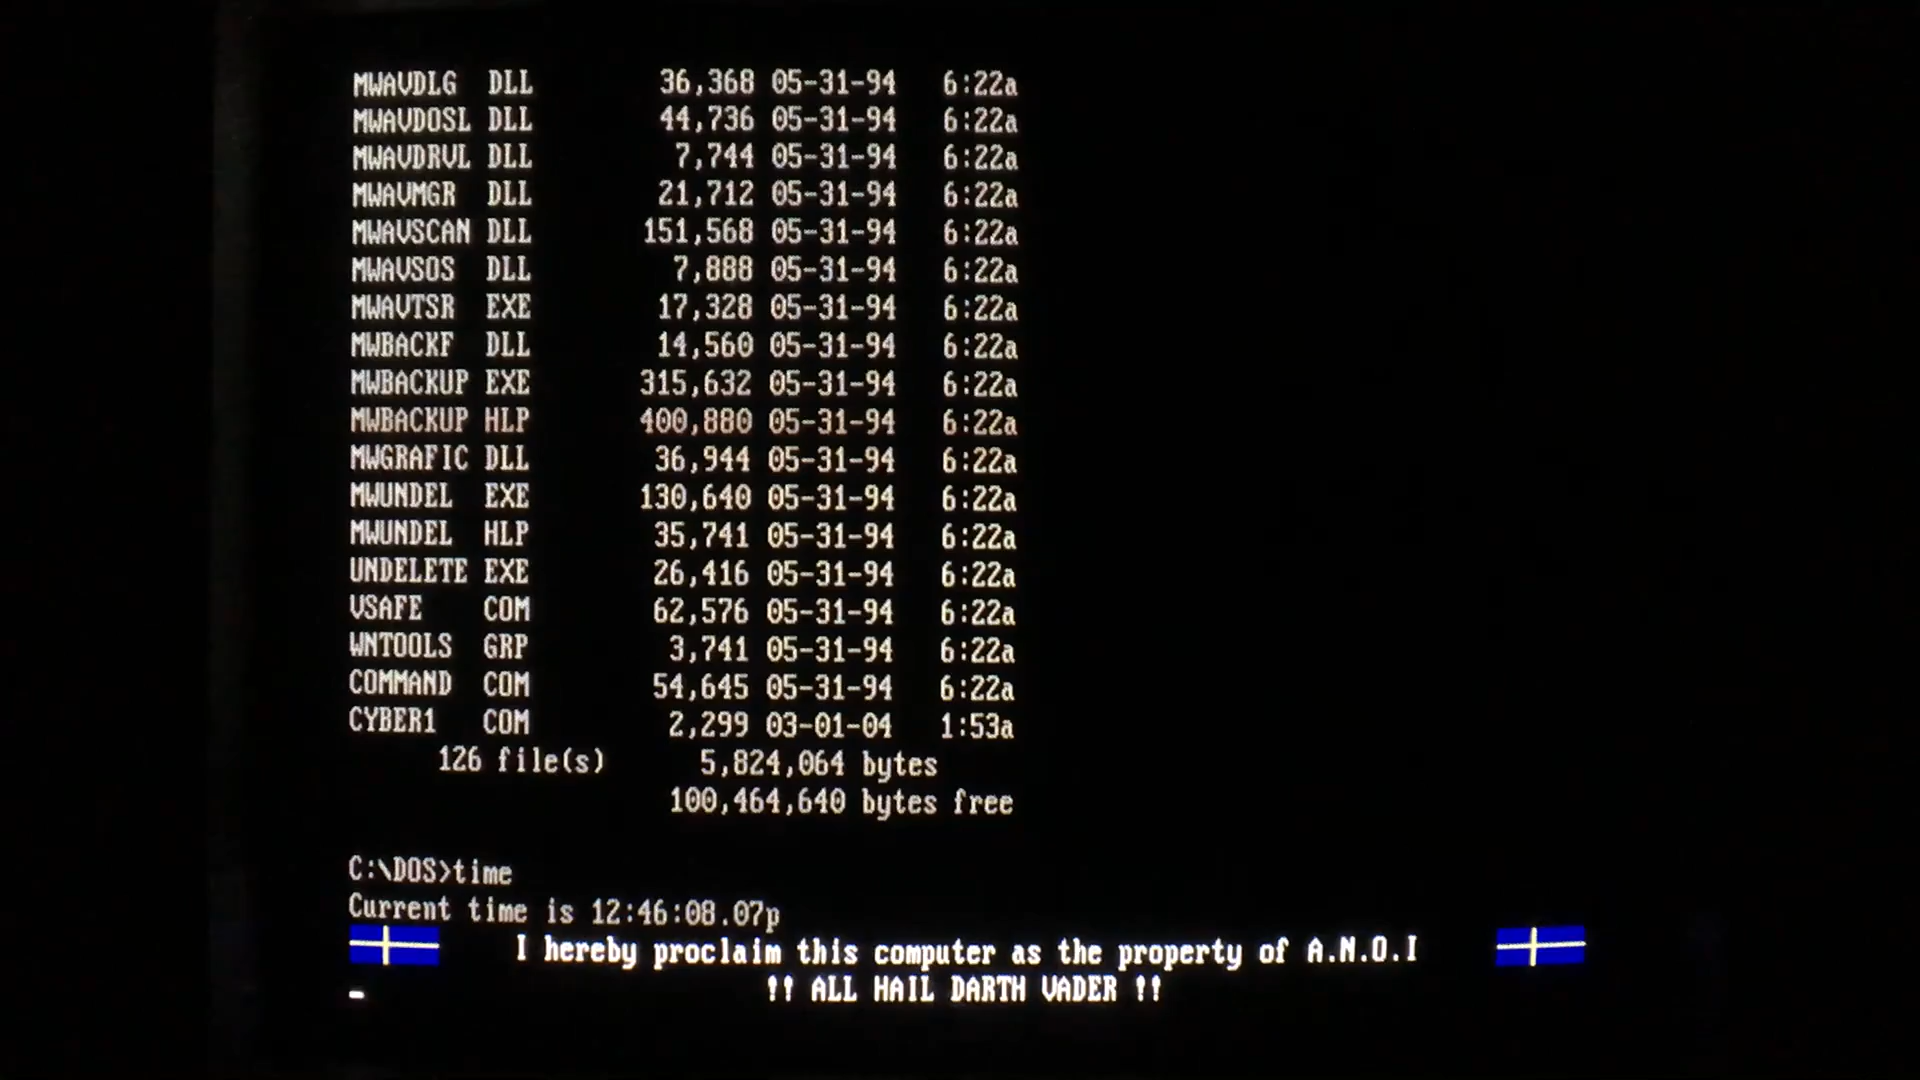 MWAVDLG  DLL        36,368 05-31-94   6:22a
MWAVDOSL DLL        44,736 05-31-94   6:22a
MWAVDRVL DLL         7,744 05-31-94   6:22a
MWAVMGR  DLL        21,712 05-31-94   6:22a
MWAVSCAN DLL       151,568 05-31-94   6:22a
MWAVSOS  DLL         7,888 05-31-94   6:22a
MWAVTSR  EXE        17,328 05-31-94   6:22a
MWBACKF  DLL        14,560 05-31-94   6:22a
MWBACKUP EXE       315,632 05-31-94   6:22a
MWBACKUP HLP       400,880 05-31-94   6:22a
MWGRAFIC DLL        36,944 05-31-94   6:22a
MWUNDEL  EXE       130,640 05-31-94   6:22a
MWUNDEL  HLP        35,741 05-31-94   6:22a
UNDELETE EXE        26,416 05-31-94   6:22a
VSAFE    COM        62,576 05-31-94   6:22a
WNTOOLS  GRP         3,741 05-31-94   6:22a
COMMAND  COM        54,645 05-31-94   6:22a
CYBER1   COM         2,299 03-01-04   1:53a
126 file(s)      5,824,064 bytes
100,464,640 bytes free
C:\DOS>time
Current time is 12:46:08.07p
I hereby proclaim this computer as the property of A.N.O.I
!! ALL HAIL DARTH VADER !!